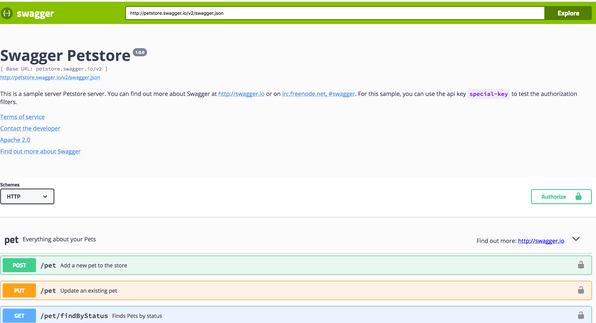 swagger
http://petstore.swagger.io/v2/swagger.json
Explore
Swagger Petstore 1.0.0
[ Base URL: petstore.swagger.io/v2 ]
http://petstore.swagger.io/v2/swagger.json
This is a sample server Petstore server. You can find out more about Swagger at http://swagger.io or on irc.freenode.net, #swagger. For this sample, you can use the api key special-key to test the authorization
filters.
Terms of service
Contact the developer
Apache 2.0
Find out more about Swagger
Schemes
HTTP
Authorize
pet Everything about your Pets
Find out more: http://swagger.io
POST /pet Add a new pet to the store
PUT /pet Update an existing pet
GET /pet/findByStatus Finds Pets by status